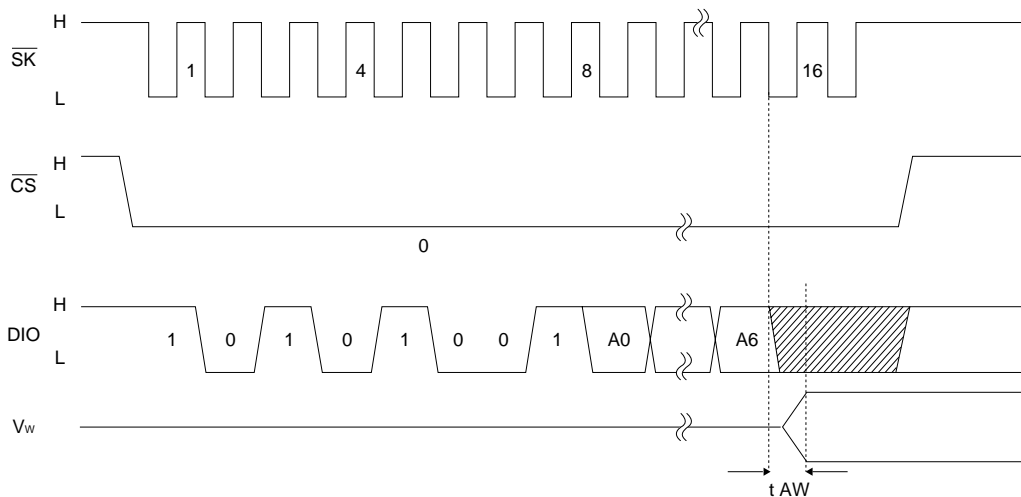 H
SK
1 4 8 16
L
H
CS
L
0
H
DIO
1 0 1 0 1 0 0 1 A0 A6
L
Vw
t AW